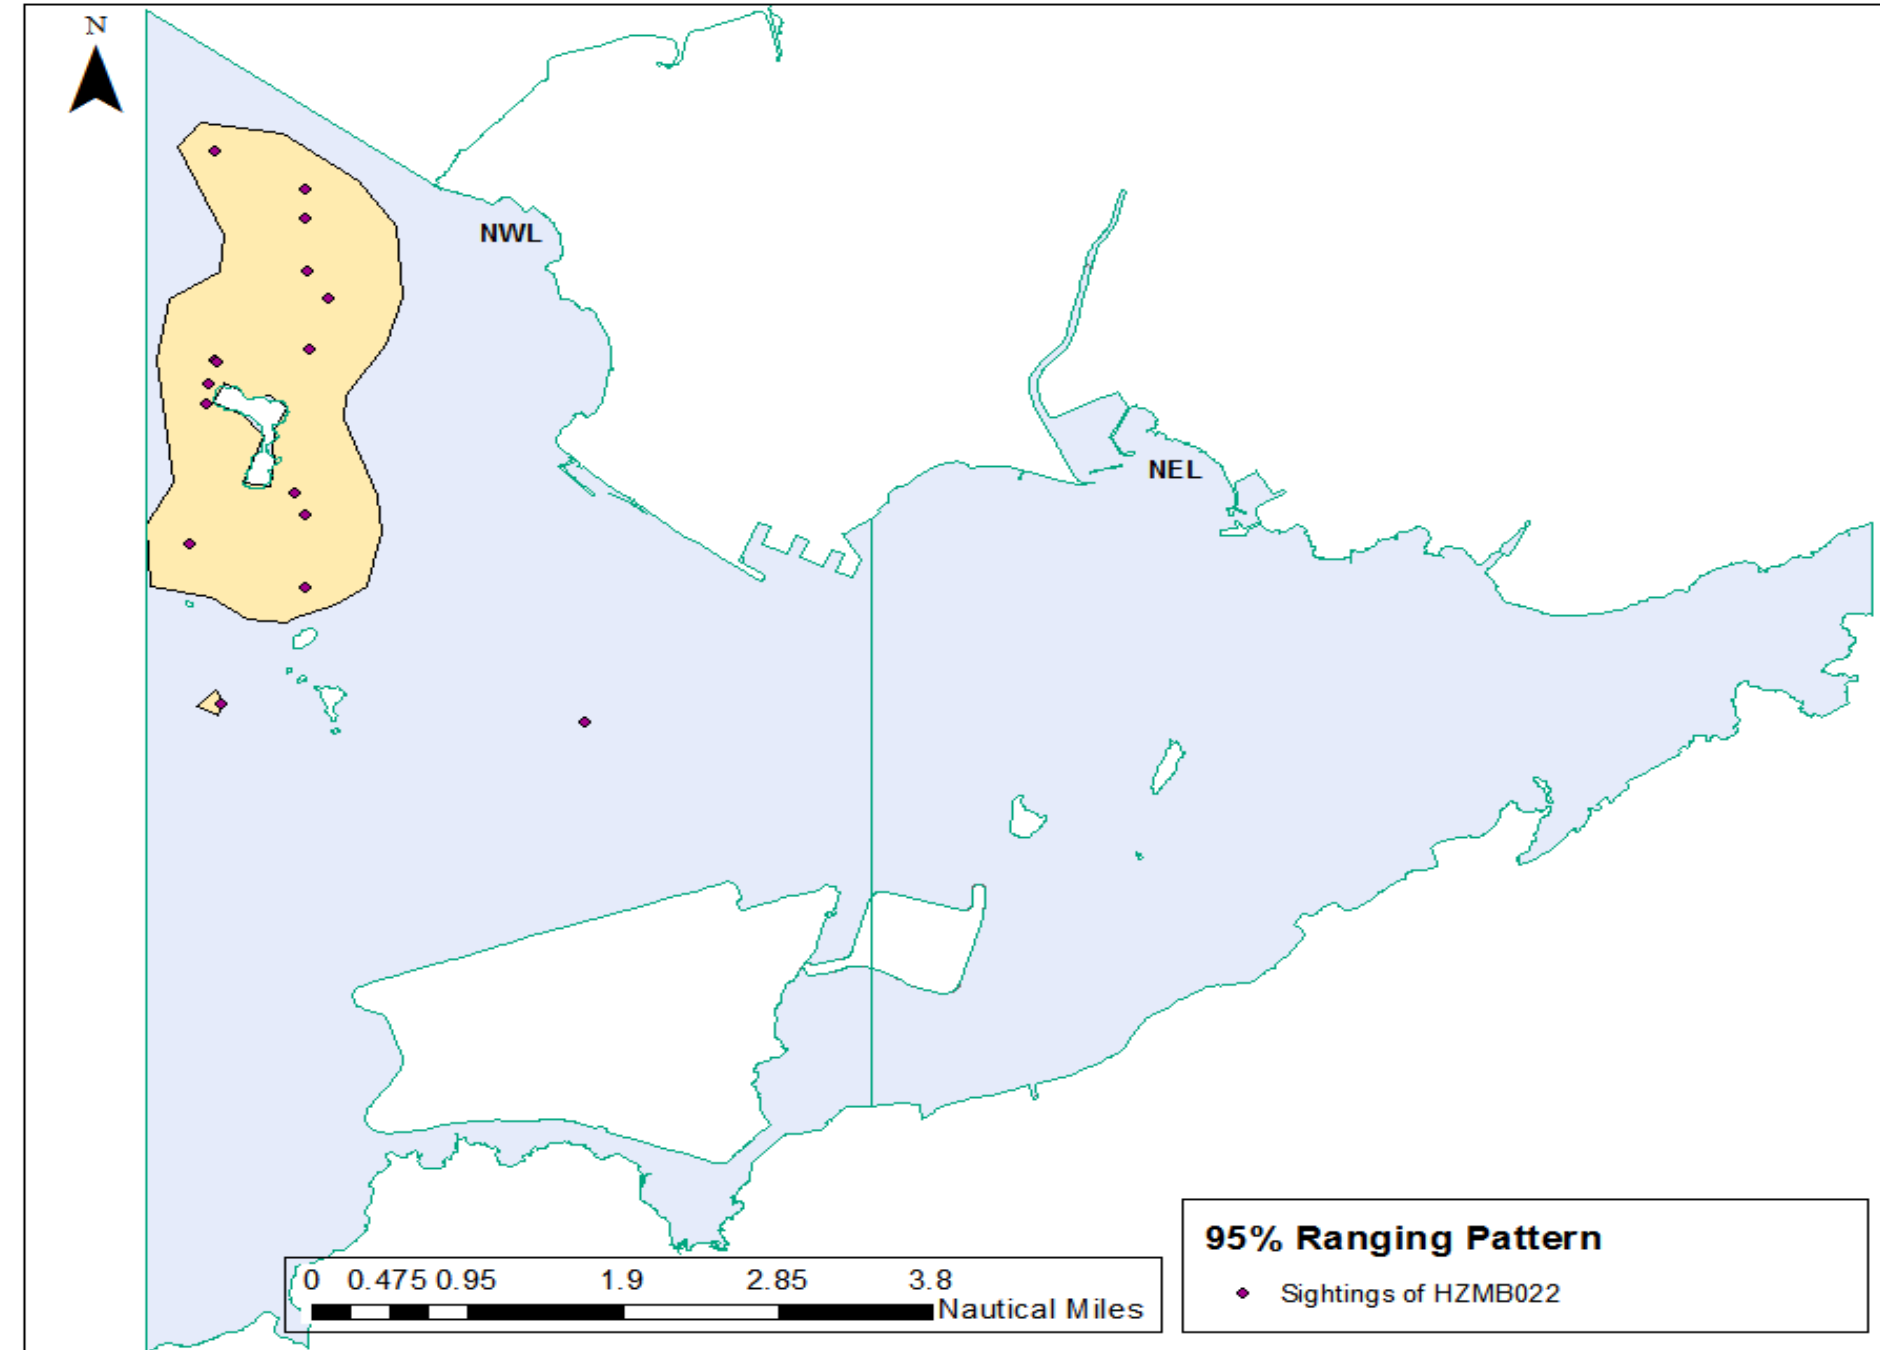 N
NWL
NEL
95% Ranging Pattern
Sightings of HZMB022
0 0.475 0.95 1.9 2.85 3.8
Nautical Miles